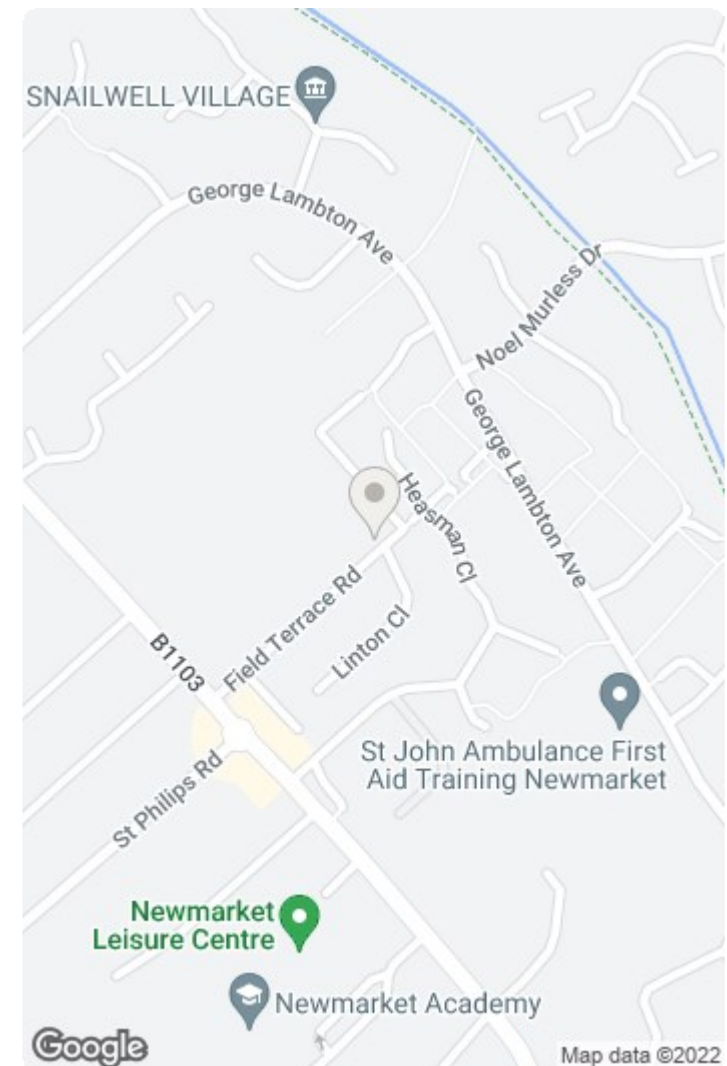 SNAILWELL VILLAGE
George Lambton Ave
Noel Murless Dr
George Lambton Ave
Heasman Cl
Field Terrace Rd
Linton Cl
B1103
St Philips Rd
St John Ambulance First
Aid Training Newmarket
Newmarket
Leisure Centre
Newmarket Academy
Google
Map data ©2022